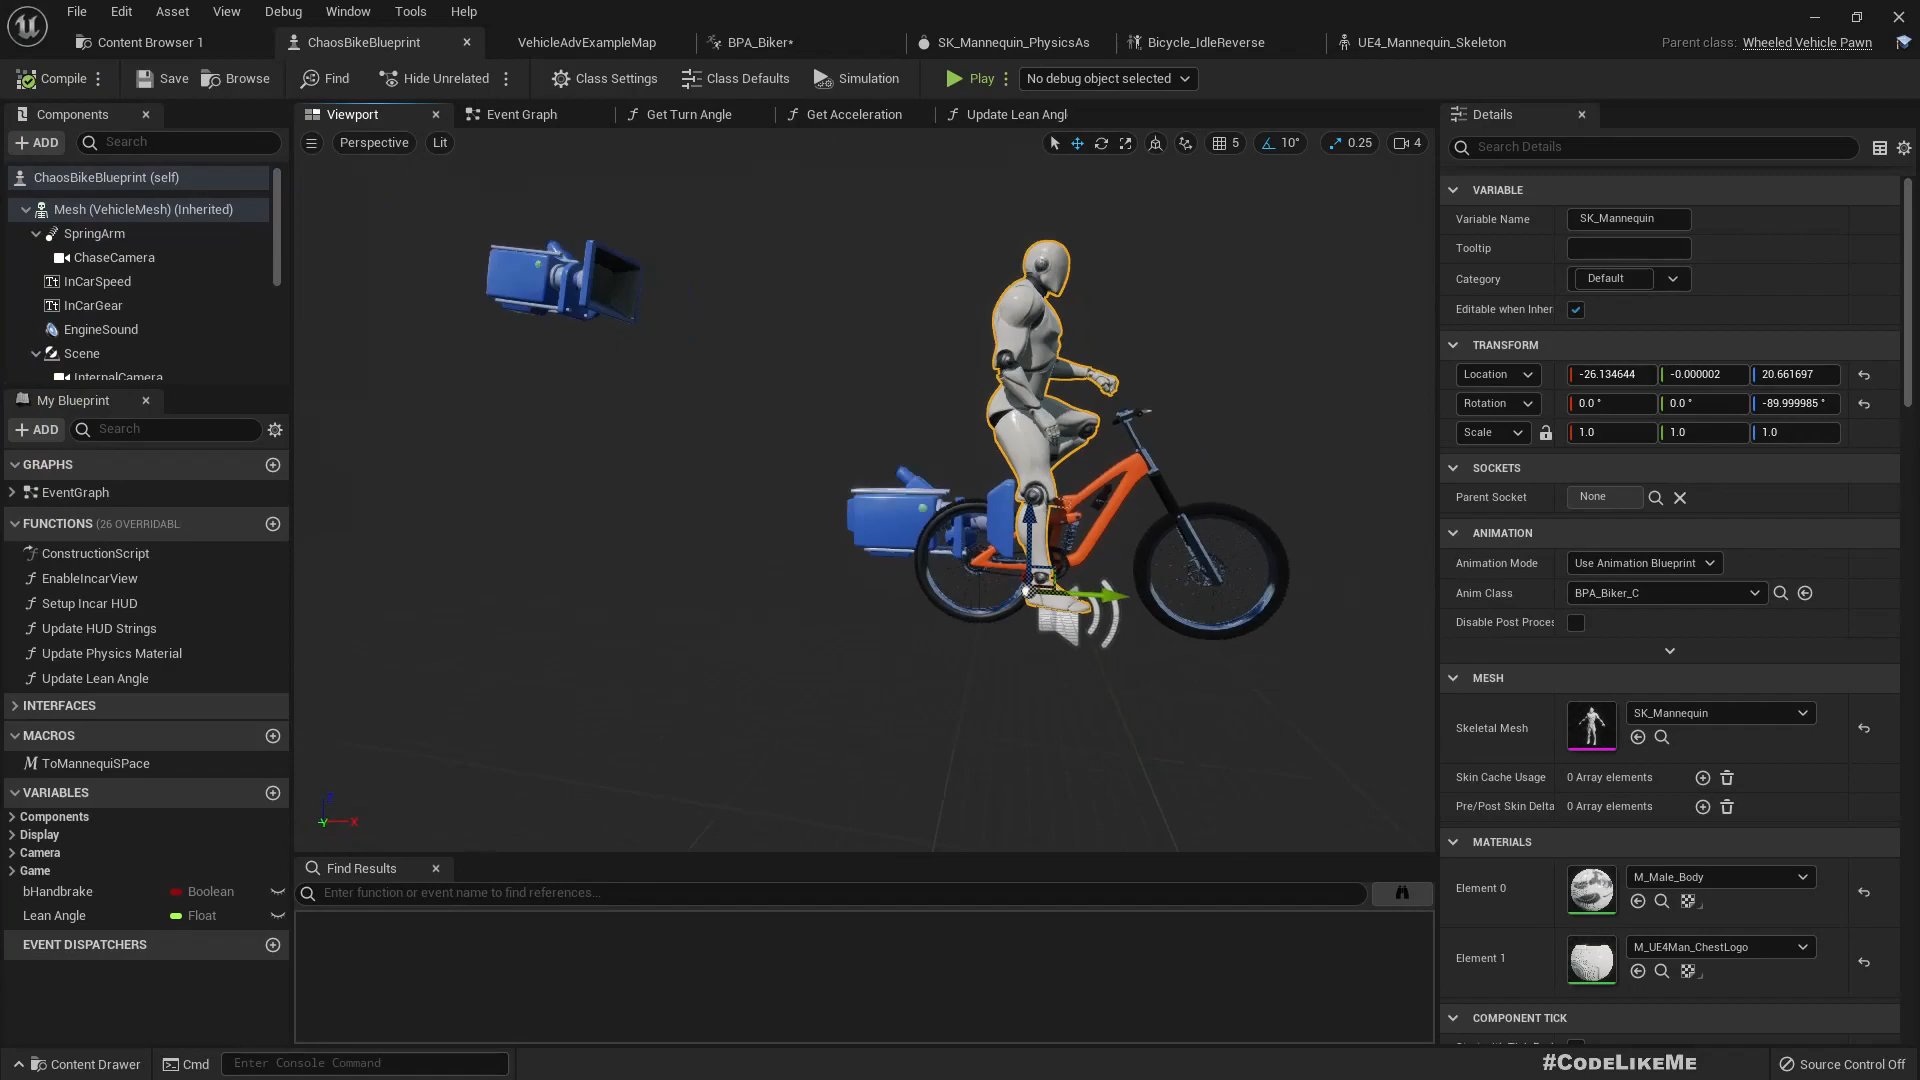 File Edit Asset View Debug Window Tools Help
Content Browser 1
ChaosBikeBlueprint
VehicleAdvExampleMap
BPA_Biker*
SK_Mannequin_PhysicsAs
Bicycle_IdleReverse
UE4_Mannequin_Skeleton
Parent class: Wheeled Vehicle Pawn
Compile
Save
Browse
Find
Hide Unrelated
Class Settings
Class Defaults
Simulation
Play
No debug object selected
Components
ADD
Search
ChaosBikeBlueprint (self)
Mesh (VehicleMesh) (Inherited)
SpringArm
ChaseCamera
InCarSpeed
InCarGear
EngineSound
Scene
InternalCamera
My Blueprint
ADD
Search
GRAPHS
EventGraph
FUNCTIONS (26 OVERRIDABL
ConstructionScript
EnableIncarView
Setup Incar HUD
Update HUD Strings
Update Physics Material
Update Lean Angle
INTERFACES
MACROS
ToMannequiSPace
VARIABLES
Components
Display
Camera
Game
bHandbrake Boolean
Lean Angle Float
EVENT DISPATCHERS
Viewport
Event Graph
Get Turn Angle
Get Acceleration
Update Lean Angl
Perspective
Lit
5
10°
0.25
4
Z
Y
X
Find Results
Enter function or event name to find references...
Details
Search Details
VARIABLE
Variable Name SK_Mannequin
Tooltip
Category Default
Editable when Inher
TRANSFORM
Location -26.134644 -0.000002 20.661697
Rotation 0.0 ° 0.0 ° -89.999985 °
Scale 1.0 1.0 1.0
SOCKETS
Parent Socket None
ANIMATION
Animation Mode Use Animation Blueprint
Anim Class BPA_Biker_C
Disable Post Proces
MESH
Skeletal Mesh SK_Mannequin
Skin Cache Usage 0 Array elements
Pre/Post Skin Delta 0 Array elements
MATERIALS
Element 0 M_Male_Body
Element 1 M_UE4Man_ChestLogo
COMPONENT TICK
Content Drawer
Cmd
Enter Console Command
#CODELIKEME
Source Control Off